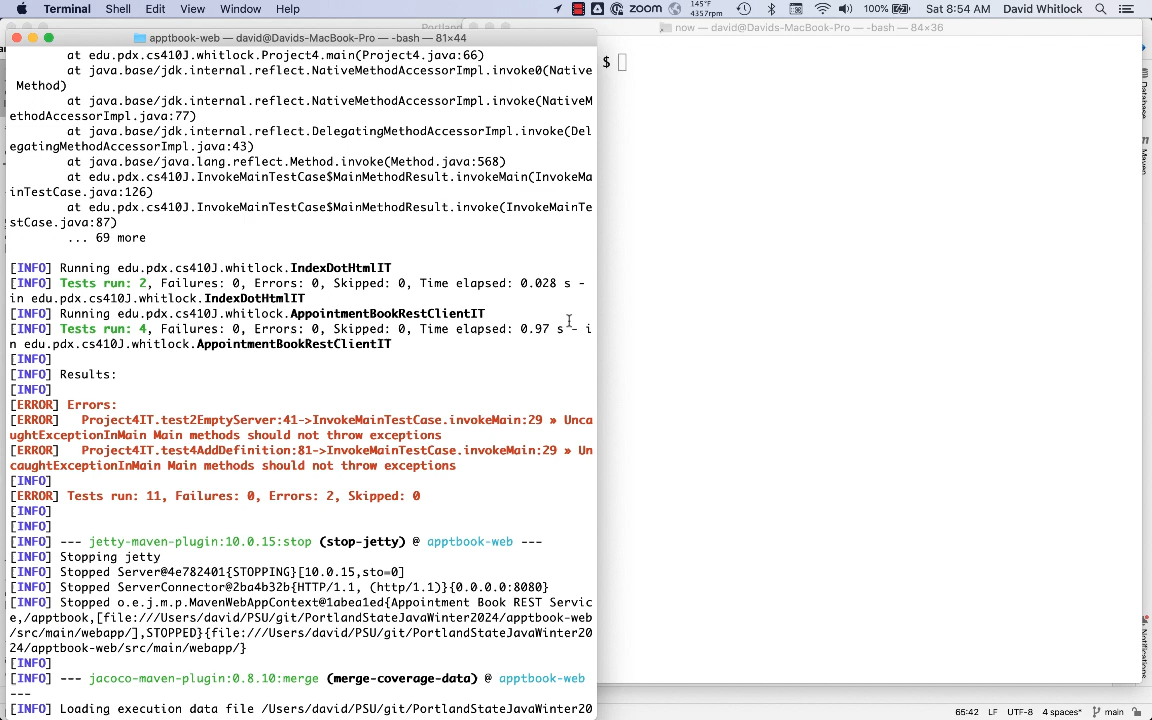 Terminal Shell Edit View Window Help zoom 145°F 4357rpm 100% Sat 8:54 AM David Whitlock
apptbook-web — david@Davids-MacBook-Pro — -bash — 81×44
now — david@Davids-MacBook-Pro — -bash — 84×36
at edu.pdx.cs410J.whitlock.Project4.main(Project4.java:66)
at java.base/jdk.internal.reflect.NativeMethodAccessorImpl.invoke0(Native
Method)
at java.base/jdk.internal.reflect.NativeMethodAccessorImpl.invoke(NativeM
ethodAccessorImpl.java:77)
at java.base/jdk.internal.reflect.DelegatingMethodAccessorImpl.invoke(Del
egatingMethodAccessorImpl.java:43)
at java.base/java.lang.reflect.Method.invoke(Method.java:568)
at edu.pdx.cs410J.InvokeMainTestCase$MainMethodResult.invokeMain(InvokeMa
inTestCase.java:126)
at edu.pdx.cs410J.InvokeMainTestCase$MainMethodResult.invoke(InvokeMainTe
stCase.java:87)
... 69 more
[INFO] Running edu.pdx.cs410J.whitlock.IndexDotHtmlIT
[INFO] Tests run: 2, Failures: 0, Errors: 0, Skipped: 0, Time elapsed: 0.028 s -
in edu.pdx.cs410J.whitlock.IndexDotHtmlIT
[INFO] Running edu.pdx.cs410J.whitlock.AppointmentBookRestClientIT
[INFO] Tests run: 4, Failures: 0, Errors: 0, Skipped: 0, Time elapsed: 0.97 s - i
n edu.pdx.cs410J.whitlock.AppointmentBookRestClientIT
[INFO]
[INFO] Results:
[INFO]
[ERROR] Errors:
[ERROR]   Project4IT.test2EmptyServer:41->InvokeMainTestCase.invokeMain:29 » Unca
ughtExceptionInMain Main methods should not throw exceptions
[ERROR]   Project4IT.test4AddDefinition:81->InvokeMainTestCase.invokeMain:29 » Un
caughtExceptionInMain Main methods should not throw exceptions
[INFO]
[ERROR] Tests run: 11, Failures: 0, Errors: 2, Skipped: 0
[INFO]
[INFO]
[INFO] --- jetty-maven-plugin:10.0.15:stop (stop-jetty) @ apptbook-web ---
[INFO] Stopping jetty
[INFO] Stopped Server@4e782401{STOPPING}[10.0.15,sto=0]
[INFO] Stopped ServerConnector@2ba4b32b{HTTP/1.1, (http/1.1)}{0.0.0.0:8080}
[INFO] Stopped o.e.j.m.p.MavenWebAppContext@1abea1ed{Appointment Book REST Servic
e,/apptbook,[file:///Users/david/PSU/git/PortlandStateJavaWinter2024/apptbook-web
/src/main/webapp/],STOPPED}{file:///Users/david/PSU/git/PortlandStateJavaWinter20
24/apptbook-web/src/main/webapp/}
[INFO]
[INFO] --- jacoco-maven-plugin:0.8.10:merge (merge-coverage-data) @ apptbook-web
---
[INFO] Loading execution data file /Users/david/PSU/git/PortlandStateJavaWinter20
$
Database
Maven
Notifications
65:42 LF UTF-8 4 spaces* main